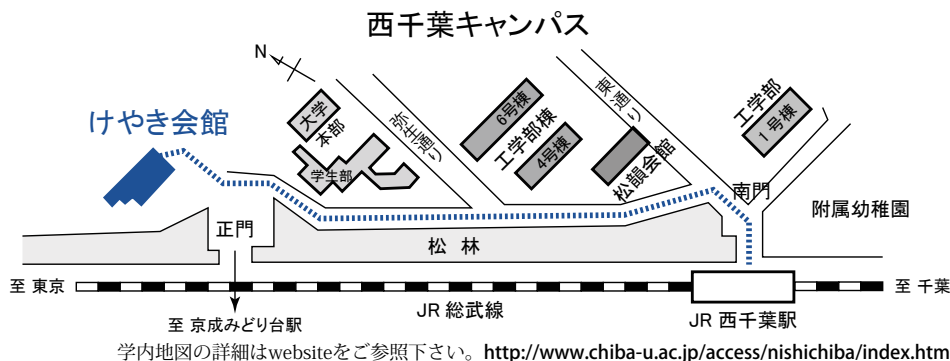 西千葉キャンパス
N
けやき会館
大学
本部
学生部
弥生通り
6号棟
工学部棟
4号棟
東通り
松韻会館
工学部
1号棟
南門
附属幼稚園
正門
松 林
至 東京
JR 総武線
JR 西千葉駅
至 千葉
至 京成みどり台駅
学内地図の詳細はwebsiteをご参照下さい。http://www.chiba-u.ac.jp/access/nishichiba/index.htm